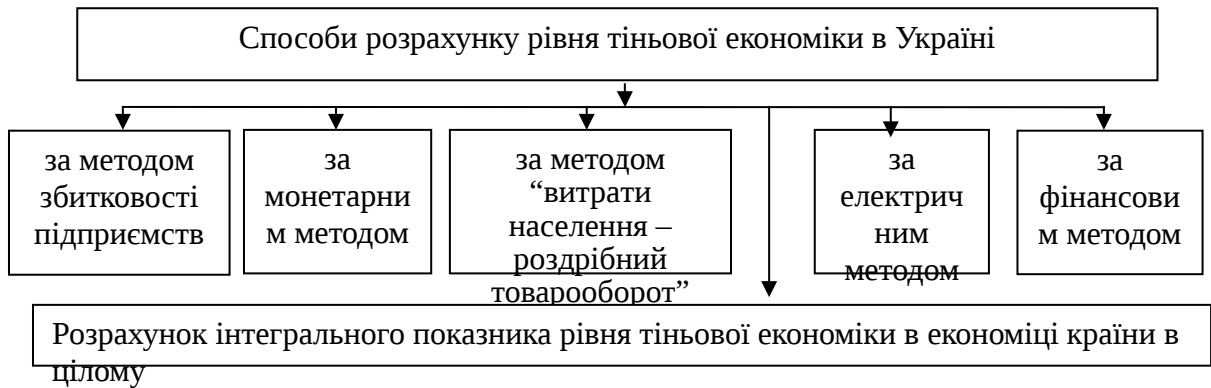 Способи розрахунку рівня тіньової економіки в Україні
за методом
збитковості
підприємств
за
монетарни
м методом
за методом
“витрати
населення –
роздрібний
товарооборот”
за
електрич
ним
методом
за
фінансови
м методом
Розрахунок інтегрального показника рівня тіньової економіки в економіці країни в
цілому